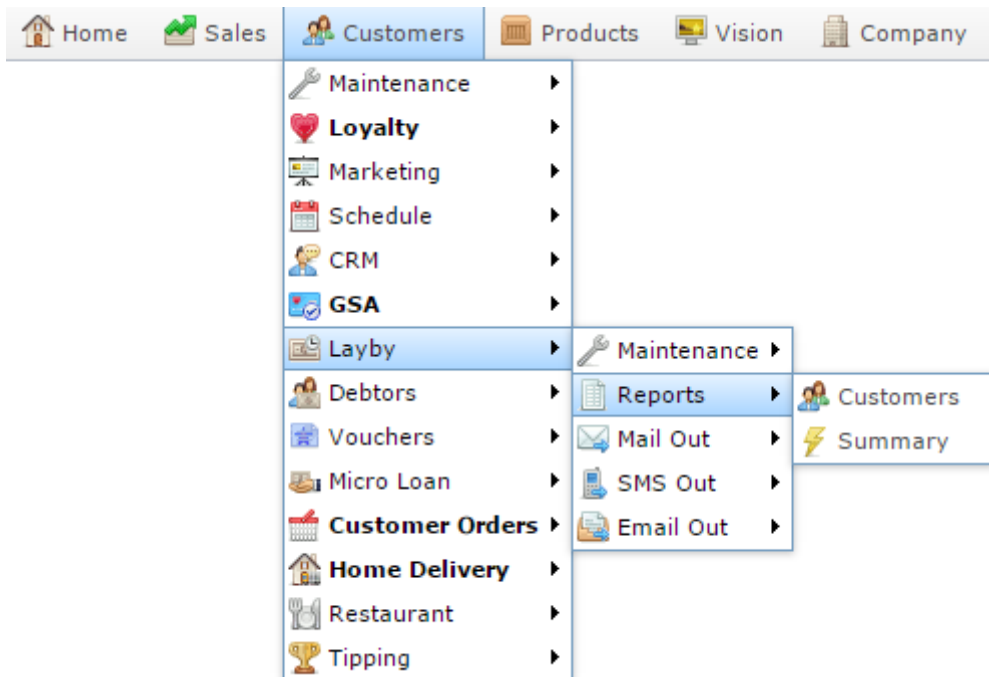 Home Sales Customers Products Vision Company
Maintenance
Loyalty
Marketing
Schedule
CRM
GSA
Layby
Debtors
Vouchers
Micro Loan
Customer Orders
Home Delivery
Restaurant
Tipping
Maintenance
Reports
Mail Out
SMS Out
Email Out
Customers
Summary